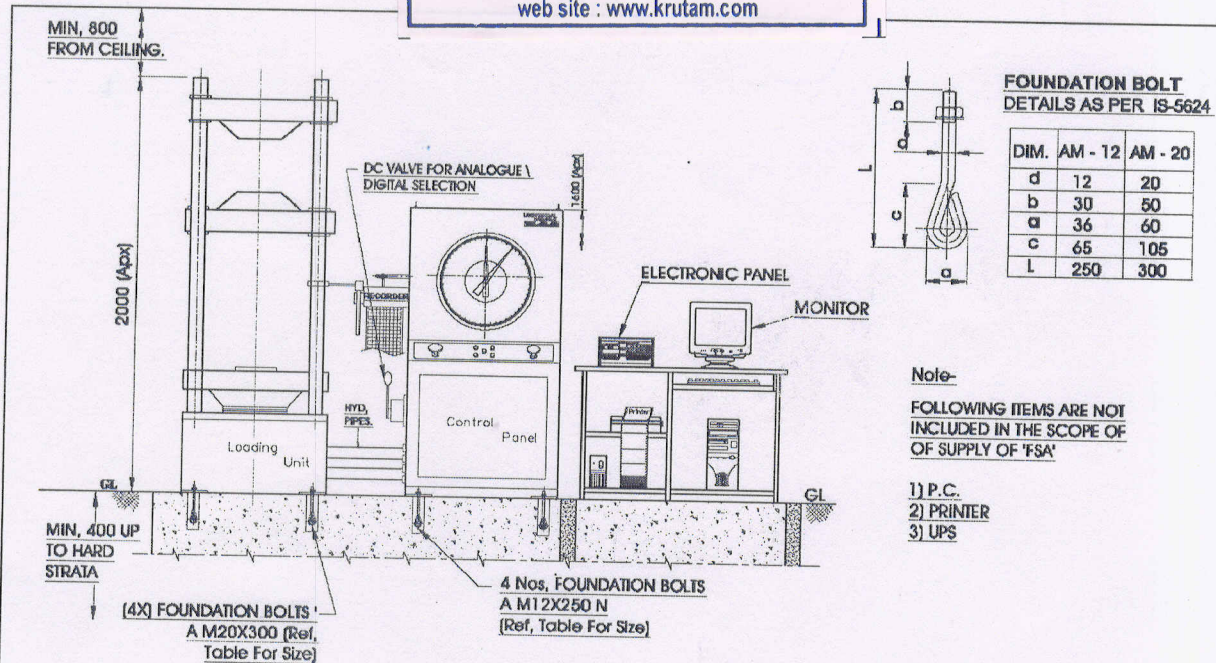 web site : www.krutam.com
MIN, 800
FROM CEILING.
2000 (Apx)
DC VALVE FOR ANALOGUE \
DIGITAL SELECTION
1600 (Apx)
RECORDER
HYD,
PIPES.
Loading
Unit
Control
Panel
ELECTRONIC PANEL
MONITOR
Printer
GL
GL
MIN, 400 UP
TO HARD
STRATA
(4X) FOUNDATION BOLTS
A M20X300 (Ref,
Table For Size)
4 Nos, FOUNDATION BOLTS
A M12X250 N
(Ref, Table For Size)
b
d
L
c
a
FOUNDATION BOLT
DETAILS AS PER IS-5624
DIM. AM - 12 AM - 20
d 12 20
b 30 50
a 36 60
c 65 105
L 250 300
Note-
FOLLOWING ITEMS ARE NOT
INCLUDED IN THE SCOPE OF
OF SUPPLY OF 'FSA'
1) P.C.
2) PRINTER
3) UPS